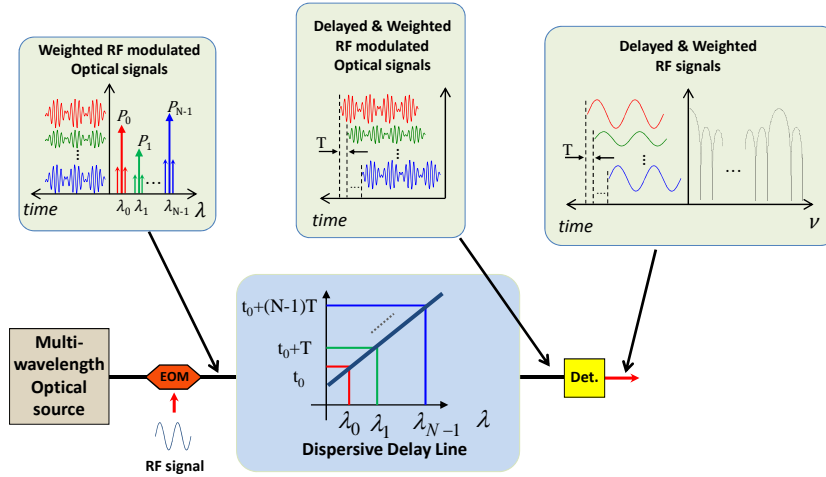 Weighted RF modulated
Optical signals
P0
P1
PN-1
...
time
λ0
λ1
λN-1
λ
Delayed & Weighted
RF modulated
Optical signals
T
...
time
Delayed & Weighted
RF signals
T
...
...
time
ν
Multi-
wavelength
Optical
source
EOM
RF signal
t0+(N-1)T
t0+T
t0
λ0
λ1
λN−1
λ
Dispersive Delay Line
Det.